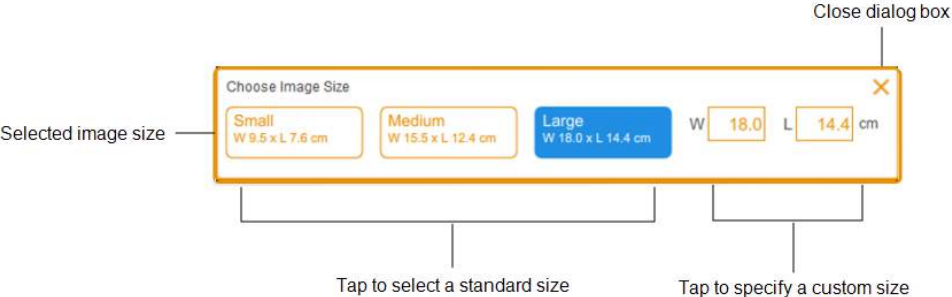 Close dialog box
Choose Image Size
Selected image size
Small
W 9.5 x L 7.6 cm
Medium
W 15.5 x L 12.4 cm
Large
W 18.0 x L 14.4 cm
W 18.0 L 14.4 cm
Tap to select a standard size
Tap to specify a custom size